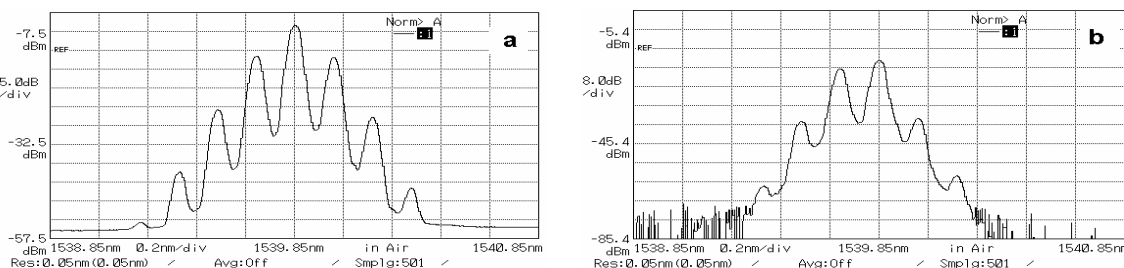 Norm> A
-7.5
dBm
REF
5.0dB
/div
-32.5
dBm
-57.5
dBm
1538.85nm 0.2nm/div 1539.85nm in Air 1540.85nm
Res:0.05nm(0.05nm) / Avg:Off / Smplg:501 /
a
Norm> A
-5.4
dBm
REF
8.0dB
/div
-45.4
dBm
-85.4
dBm
1538.85nm 0.2nm/div 1539.85nm in Air 1540.85nm
Res:0.05nm(0.05nm) / Avg:Off / Smplg:501 /
b